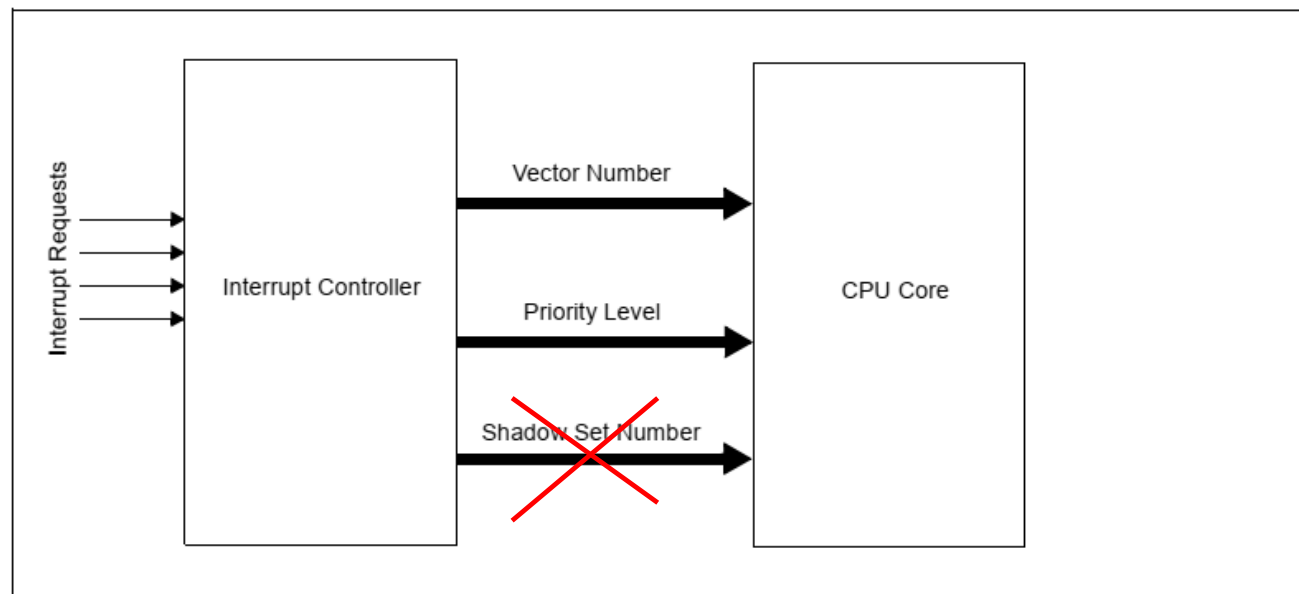 Interrupt Requests
Interrupt Controller
Vector Number
Priority Level
Shadow Set Number
CPU Core